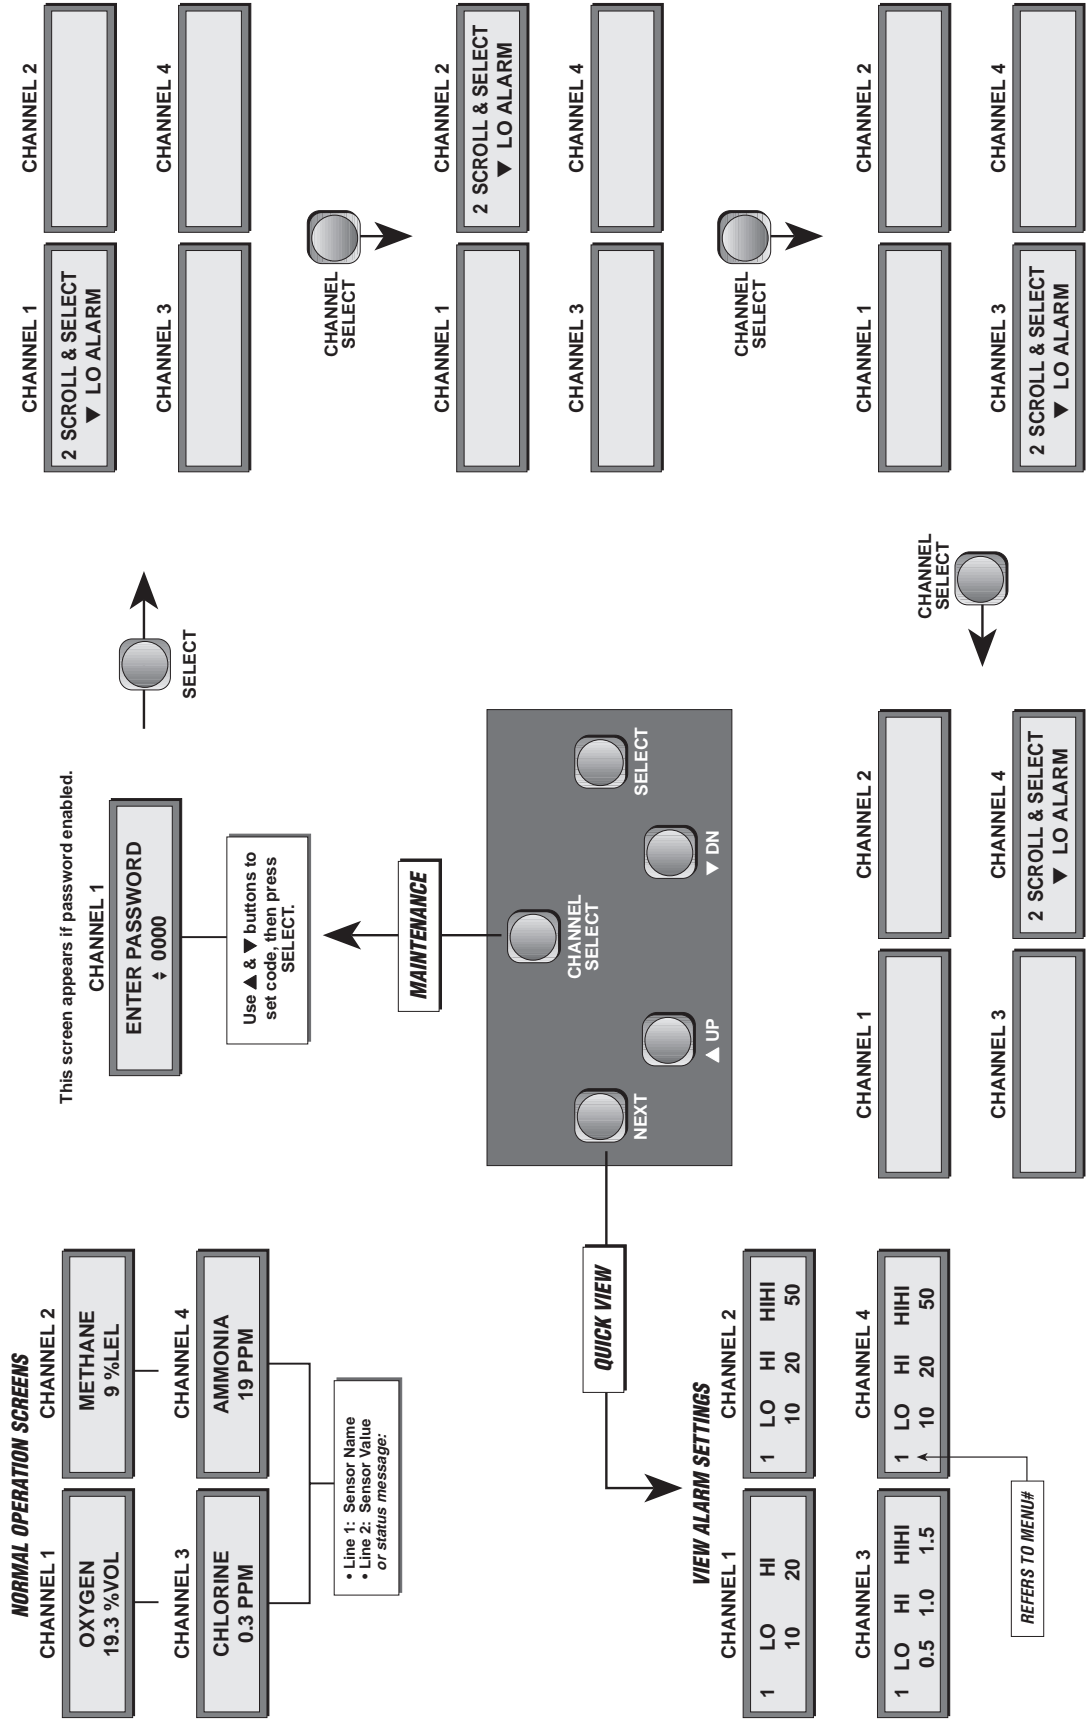 NORMAL OPERATION SCREENS
CHANNEL 1
OXYGEN
19.3 %VOL
CHANNEL 2
METHANE
9 %LEL
CHANNEL 3
CHLORINE
0.3 PPM
CHANNEL 4
AMMONIA
19 PPM
• Line 1: Sensor Name
• Line 2: Sensor Value
or status message:
This screen appears if password enabled.
CHANNEL 1
ENTER PASSWORD
0000
Use ▲ & ▼ buttons to
set code, then press
SELECT.
MAINTENANCE
SELECT
NEXT
▲ UP
CHANNEL
SELECT
▼ DN
SELECT
QUICK VIEW
VIEW ALARM SETTINGS
CHANNEL 1
1 LO HI
10 20
CHANNEL 2
1 LO HI HIHI
10 20 50
CHANNEL 3
1 LO HI HIHI
0.5 1.0 1.5
CHANNEL 4
1 LO HI HIHI
10 20 50
REFERS TO MENU#
CHANNEL 1
2 SCROLL & SELECT
▼ LO ALARM
CHANNEL 2
CHANNEL 3
CHANNEL 4
CHANNEL
SELECT
CHANNEL 1
CHANNEL 2
2 SCROLL & SELECT
▼ LO ALARM
CHANNEL 3
CHANNEL 4
CHANNEL
SELECT
CHANNEL 1
CHANNEL 2
CHANNEL 3
2 SCROLL & SELECT
▼ LO ALARM
CHANNEL 4
CHANNEL
SELECT
CHANNEL 1
CHANNEL 2
CHANNEL 3
CHANNEL 4
2 SCROLL & SELECT
▼ LO ALARM